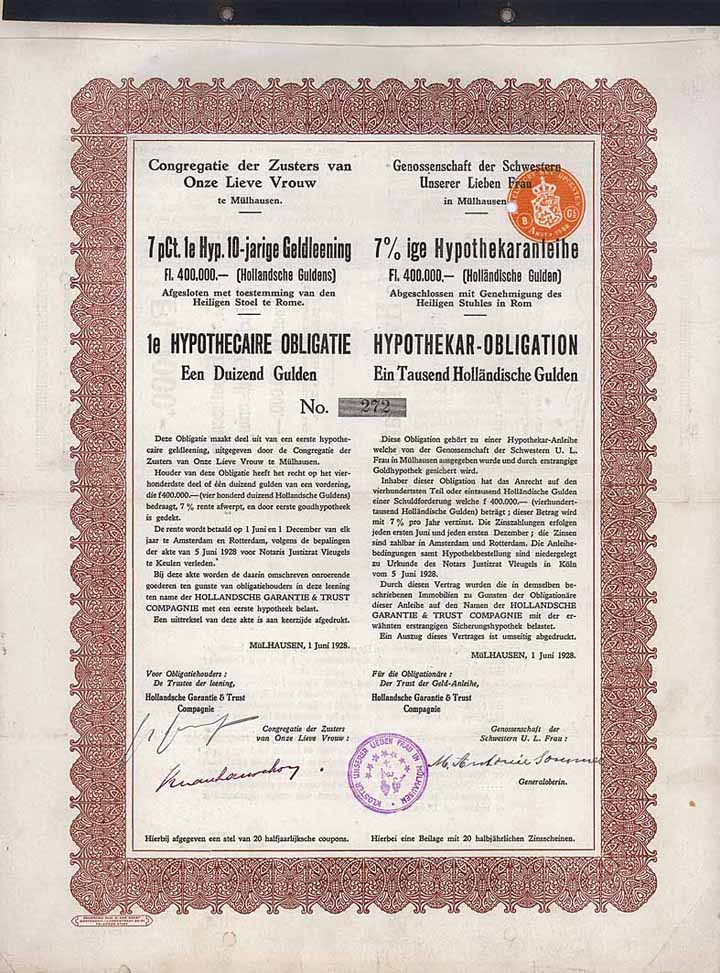 Congregatie der Zusters van
Onze Lieve Vrouw
te Mülhausen.
7 pCt. 1e Hyp. 10-jarige Geldleening
Fl. 400.000.— (Hollandsche Guldens)
Afgesloten met toestemming van den
Heiligen Stoel te Rome.
1e HYPOTHECAIRE OBLIGATIE
Een Duizend Gulden
Genossenschaft der Schwestern
Unserer Lieben Frau
in Mülhausen
7% ige Hypothekaranleihe
Fl. 400.000.— (Holländische Gulden)
Abgeschlossen mit Genehmigung des
Heiligen Stuhles in Rom
HYPOTHEKAR-OBLIGATION
Ein Tausend Holländische Gulden
No. 272
Deze Obligatie maakt deel uit van een eerste hypothe-
caire geldleening, uitgegeven door de Congregatie der
Zusters van Onze Lieve Vrouw te Mülhausen.
Houder van deze Obligatie heeft het recht op het vier-
honderdste deel of één duizend gulden van een vordering,
die f 400.000.— (vier honderd duizend Hollandsche Guldens)
bedraagt, 7 % rente afwerpt, en door eerste goudhypotheek
is gedekt.
De rente wordt betaald op 1 Juni en 1 December van elk
jaar te Amsterdam en Rotterdam, volgens de bepalingen
der akte van 5 Juni 1928 voor Notaris Justizrat Vleugels
te Keulen verleden.
Bij deze akte worden de daarin omschreven onroerende
goederen ten gunste van obligatiehouders in deze leening
ten name der HOLLANDSCHE GARANTIE & TRUST
COMPAGNIE met een eerste hypotheek belast.
Een uittreksel van deze akte is aan keerzijde afgedrukt.
MüLHAUSEN, 1 Juni 1928.
Diese Obligation gehört zu einer Hypothekar-Anleihe
welche von der Genossenschaft der Schwestern U. L.
Frau in Mülhausen ausgegeben wurde und durch erstrangige
Goldhypothek gesichert wird.
Inhaber dieser Obligation hat das Anrecht auf den
vierhundertsten Teil oder eintausend Holländische Gulden
einer Schuldforderung welche f 400.000.— (vierhundert-
tausend Holländische Gulden) beträgt ; dieser Betrag wird
mit 7 % pro Jahr verzinst. Die Zinszahlungen erfolgen
jeden ersten Juni und jeden ersten Dezember ; die Zinsen
sind zahlbar in Amsterdam und Rotterdam. Die Anleihe-
bedingungen samt Hypothekbestellung sind niedergelegt
zu Urkunde des Notars Justizrat Vleugels in Köln
vom 5 Juni 1928.
Durch diesen Vertrag wurden die in demselben be-
schriebenen Immobilien zu Gunsten der Obligationäre
dieser Anleihe auf den Namen der HOLLANDSCHE
GARANTIE & TRUST COMPAGNIE mit der er-
wähnten erstrangigen Sicherungshypothek belastet.
Ein Auszug dieses Vertrages ist umseitig abgedruckt.
MüLHAUSEN, 1 Juni 1928.
Voor Obligatiehouders :
De Trustee der leening,
Hollandsche Garantie & Trust
Compagnie
Congregatie der Zusters
van Onze Lieve Vrouw :
Für die Obligationäre :
Der Trust der Geld-Anleihe,
Hollandsche Garantie & Trust
Compagnie
Genossenschaft der
Schwestern U. L. Frau :
Generaloberin.
KLOSTER UNSERER LIEBEN FRAU IN MÜLHAUSEN
Hierbij afgegeven een stel van 20 halfjaarlijksche coupons.
Hierbei eine Beilage mit 20 halbjährlichen Zinsscheinen.